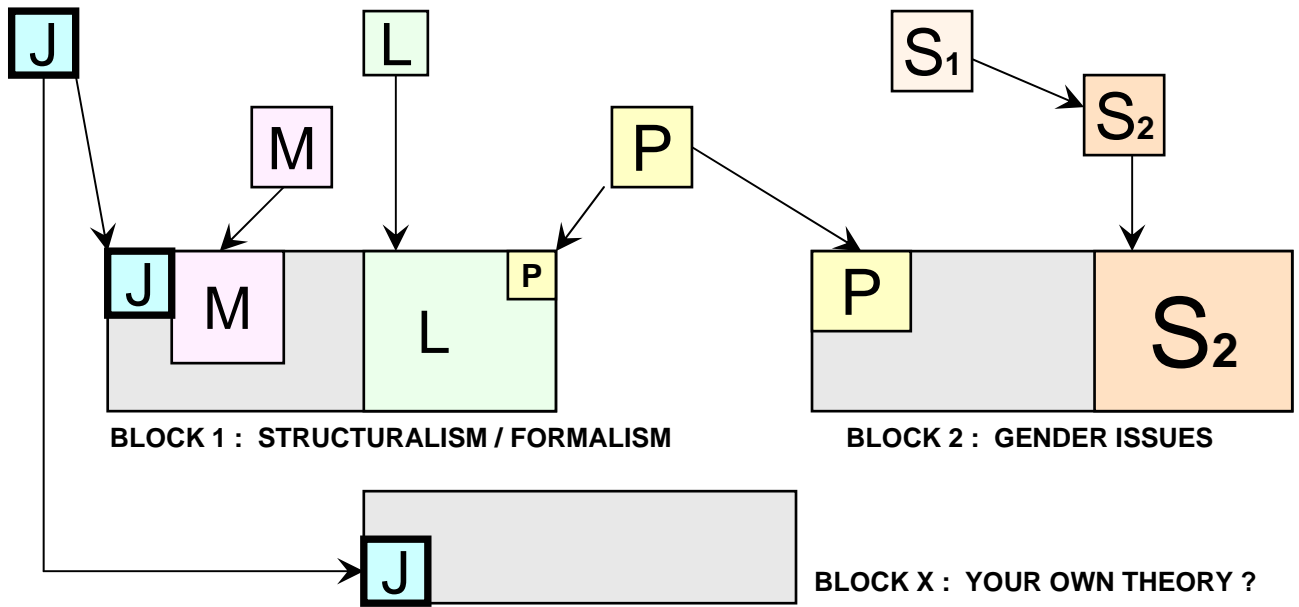 J
L
S1
S2
M
P
J
M
L
P
P
S2
BLOCK 1 : STRUCTURALISM / FORMALISM
BLOCK 2 : GENDER ISSUES
J
BLOCK X : YOUR OWN THEORY ?